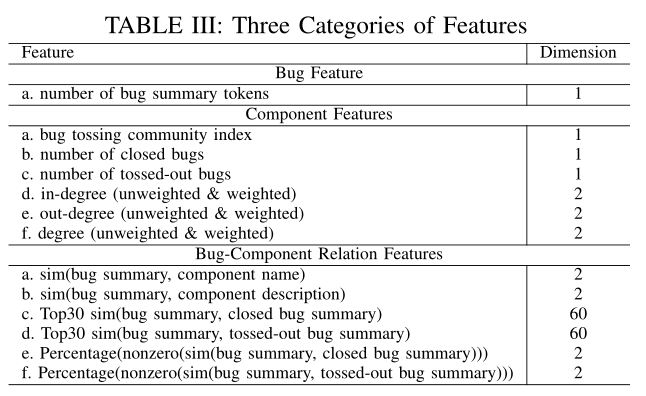 TABLE III: Three Categories of Features
Feature Dimension
Bug Feature
a. number of bug summary tokens 1
Component Features
a. bug tossing community index 1
b. number of closed bugs 1
c. number of tossed-out bugs 1
d. in-degree (unweighted & weighted) 2
e. out-degree (unweighted & weighted) 2
f. degree (unweighted & weighted) 2
Bug-Component Relation Features
a. sim(bug summary, component name) 2
b. sim(bug summary, component description) 2
c. Top30 sim(bug summary, closed bug summary) 60
d. Top30 sim(bug summary, tossed-out bug summary) 60
e. Percentage(nonzero(sim(bug summary, closed bug summary))) 2
f. Percentage(nonzero(sim(bug summary, tossed-out bug summary))) 2